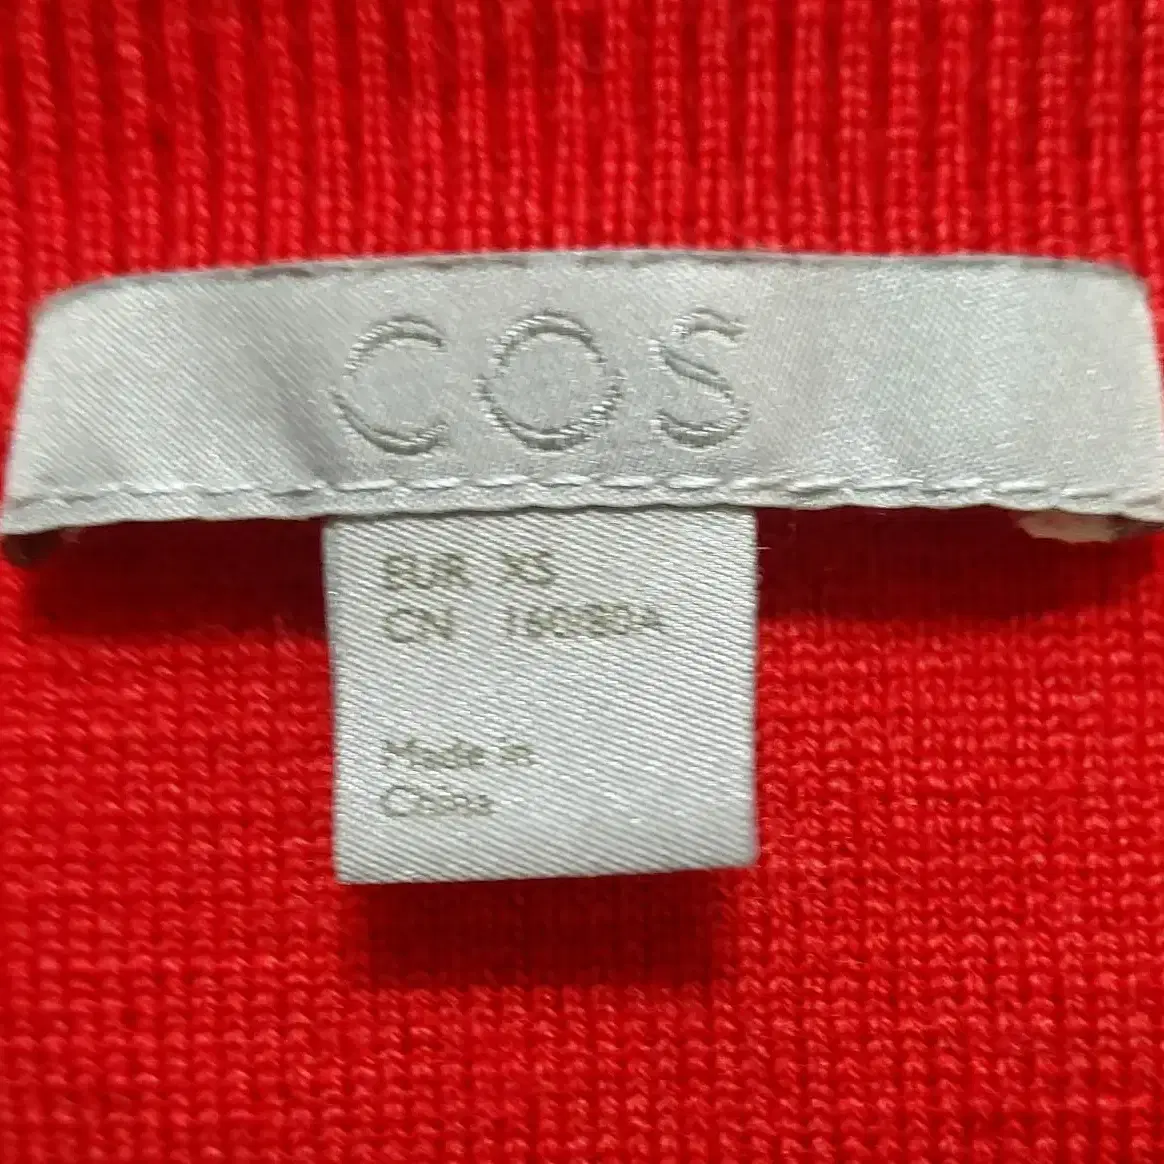 COS
EUR XS
CN 160/80A
Made in
China